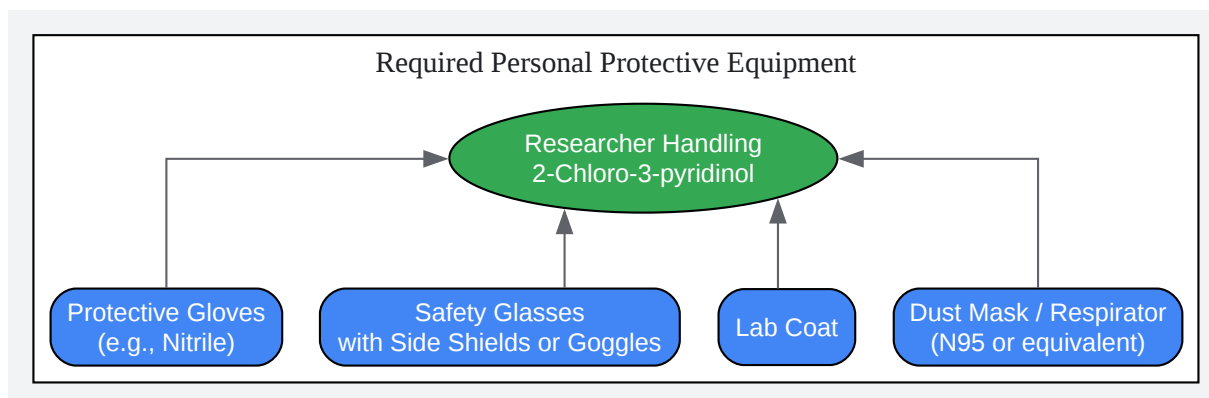 Required Personal Protective Equipment
Researcher Handling
2-Chloro-3-pyridinol
Protective Gloves
(e.g., Nitrile)
Safety Glasses
with Side Shields or Goggles
Lab Coat
Dust Mask / Respirator
(N95 or equivalent)